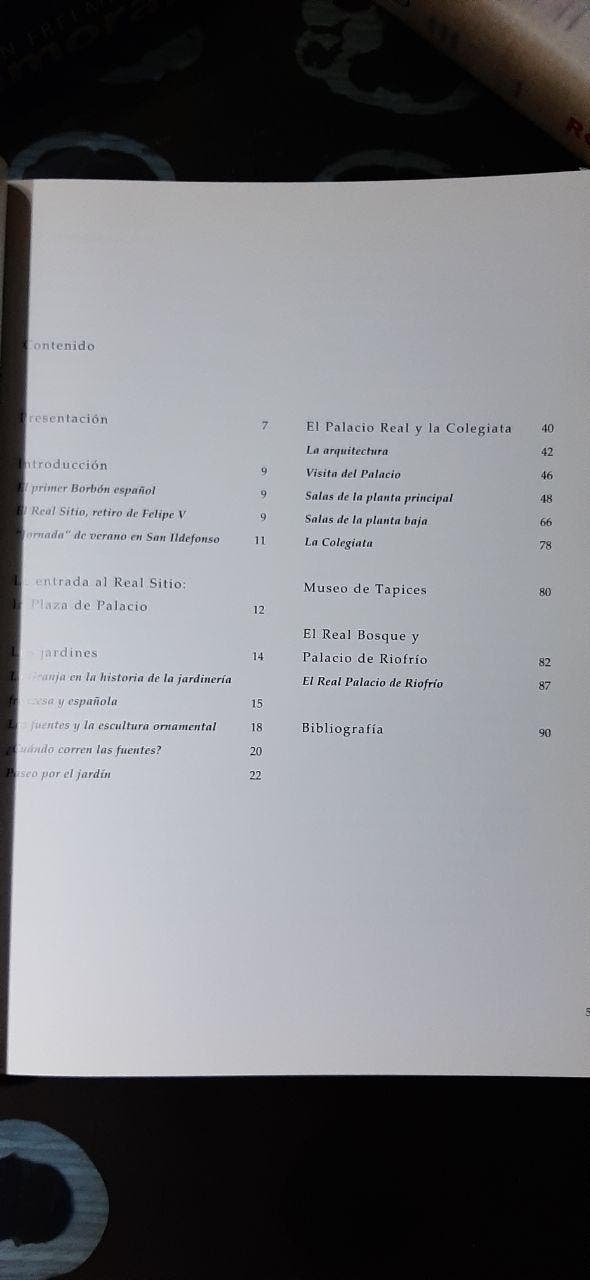 Contenido
Presentación 7
Introducción 9
El primer Borbón español 9
El Real Sitio, retiro de Felipe V 9
"Jornada" de verano en San Ildefonso 11
La entrada al Real Sitio:
la Plaza de Palacio 12
Los jardines 14
La Granja en la historia de la jardinería
francesa y española 15
Las fuentes y la escultura ornamental 18
¿Cuándo corren las fuentes? 20
Paseo por el jardín 22
El Palacio Real y la Colegiata 40
La arquitectura 42
Visita del Palacio 46
Salas de la planta principal 48
Salas de la planta baja 66
La Colegiata 78
Museo de Tapices 80
El Real Bosque y
Palacio de Riofrío 82
El Real Palacio de Riofrío 87
Bibliografía 90
5